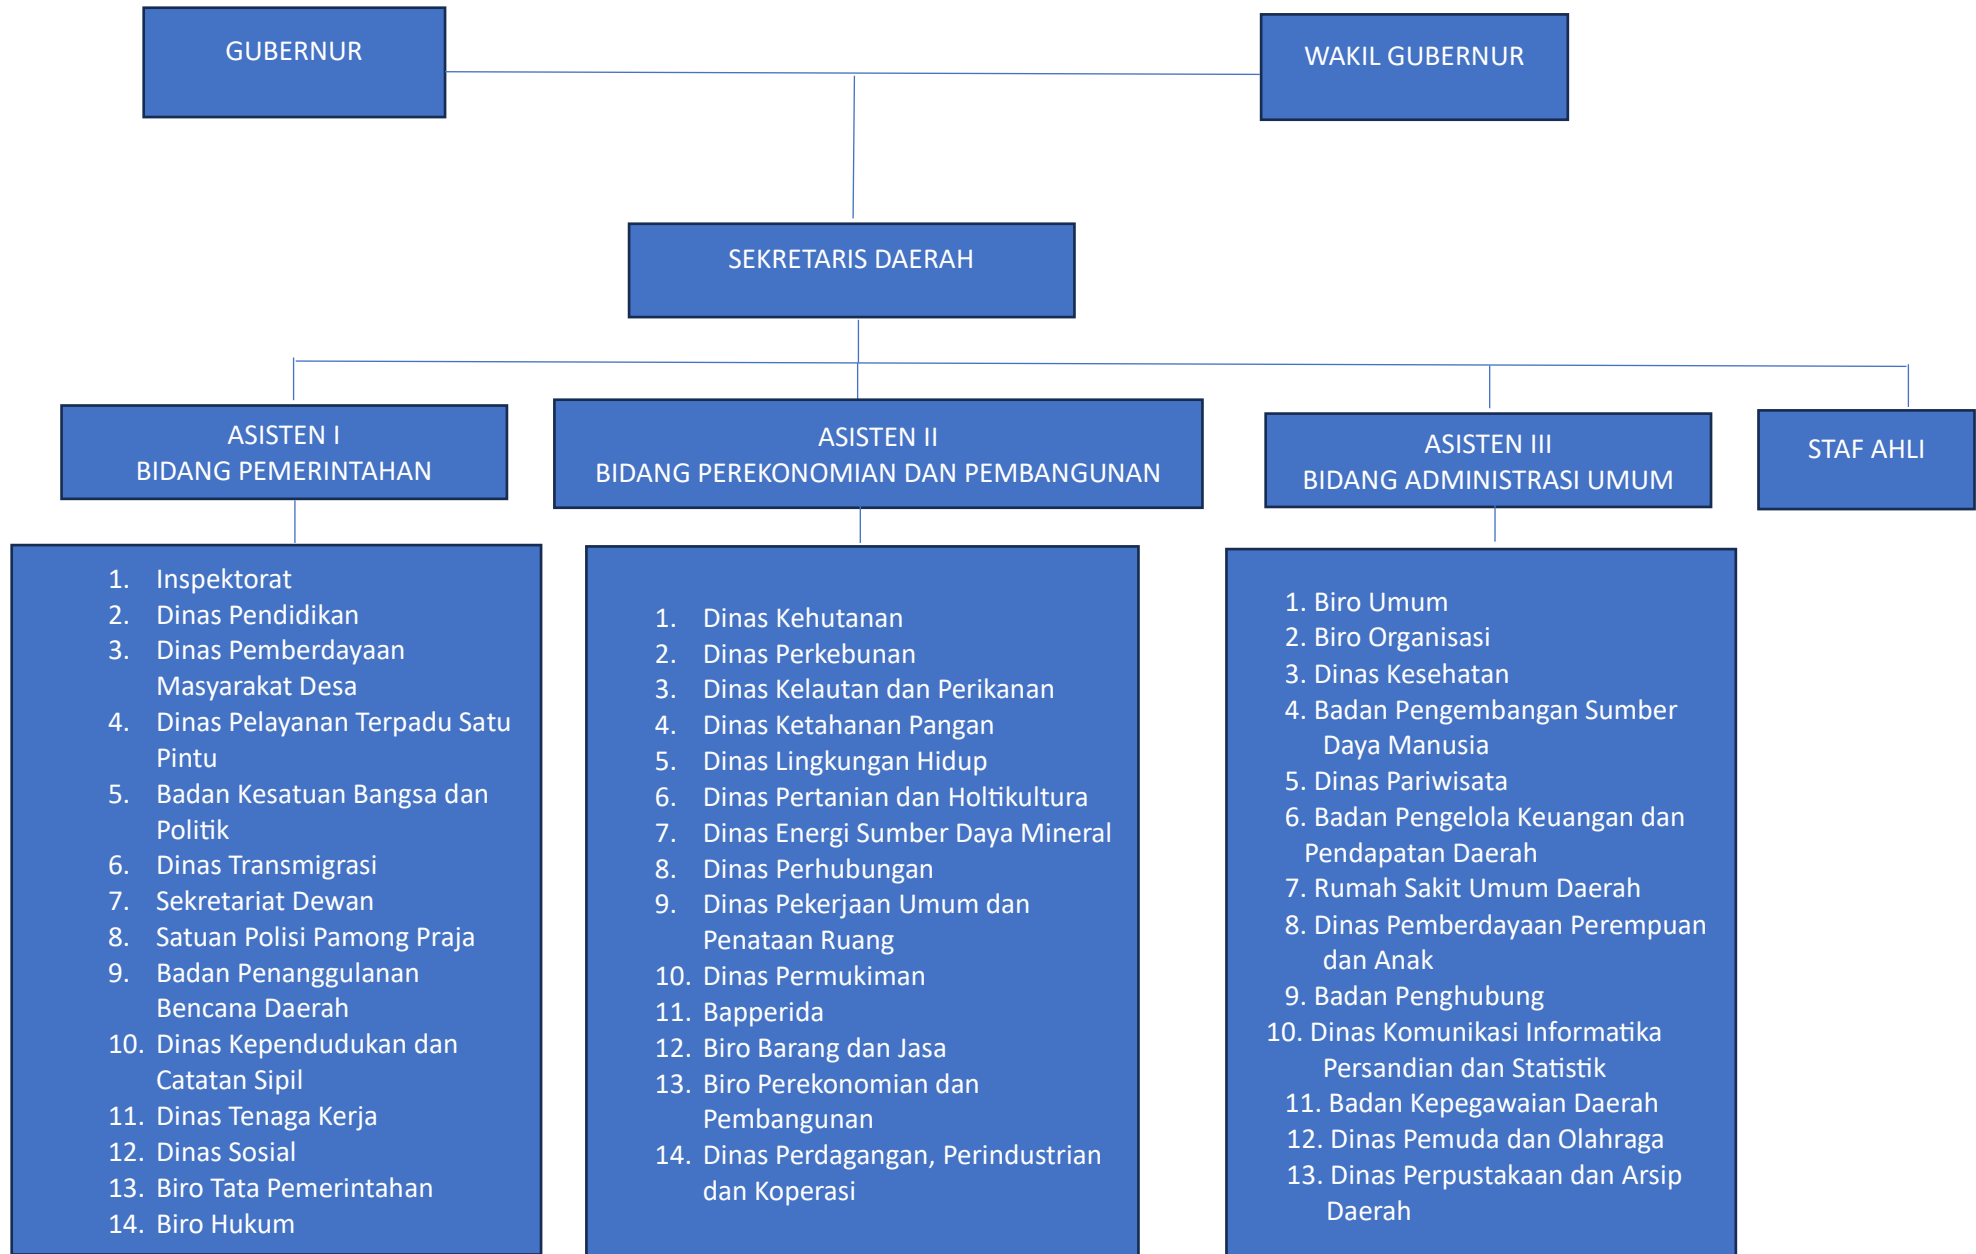 GUBERNUR
WAKIL GUBERNUR
SEKRETARIS DAERAH
ASISTEN I
BIDANG PEMERINTAHAN
ASISTEN II
BIDANG PEREKONOMIAN DAN PEMBANGUNAN
ASISTEN III
BIDANG ADMINISTRASI UMUM
STAF AHLI
1. Inspektorat
2. Dinas Pendidikan
3. Dinas Pemberdayaan
Masyarakat Desa
4. Dinas Pelayanan Terpadu Satu
Pintu
5. Badan Kesatuan Bangsa dan
Politik
6. Dinas Transmigrasi
7. Sekretariat Dewan
8. Satuan Polisi Pamong Praja
9. Badan Penanggulanan
Bencana Daerah
10. Dinas Kependudukan dan
Catatan Sipil
11. Dinas Tenaga Kerja
12. Dinas Sosial
13. Biro Tata Pemerintahan
14. Biro Hukum
1. Dinas Kehutanan
2. Dinas Perkebunan
3. Dinas Kelautan dan Perikanan
4. Dinas Ketahanan Pangan
5. Dinas Lingkungan Hidup
6. Dinas Pertanian dan Holtikultura
7. Dinas Energi Sumber Daya Mineral
8. Dinas Perhubungan
9. Dinas Pekerjaan Umum dan
Penataan Ruang
10. Dinas Permukiman
11. Bapperida
12. Biro Barang dan Jasa
13. Biro Perekonomian dan
Pembangunan
14. Dinas Perdagangan, Perindustrian
dan Koperasi
1. Biro Umum
2. Biro Organisasi
3. Dinas Kesehatan
4. Badan Pengembangan Sumber
Daya Manusia
5. Dinas Pariwisata
6. Badan Pengelola Keuangan dan
Pendapatan Daerah
7. Rumah Sakit Umum Daerah
8. Dinas Pemberdayaan Perempuan
dan Anak
9. Badan Penghubung
10. Dinas Komunikasi Informatika
Persandian dan Statistik
11. Badan Kepegawaian Daerah
12. Dinas Pemuda dan Olahraga
13. Dinas Perpustakaan dan Arsip
Daerah